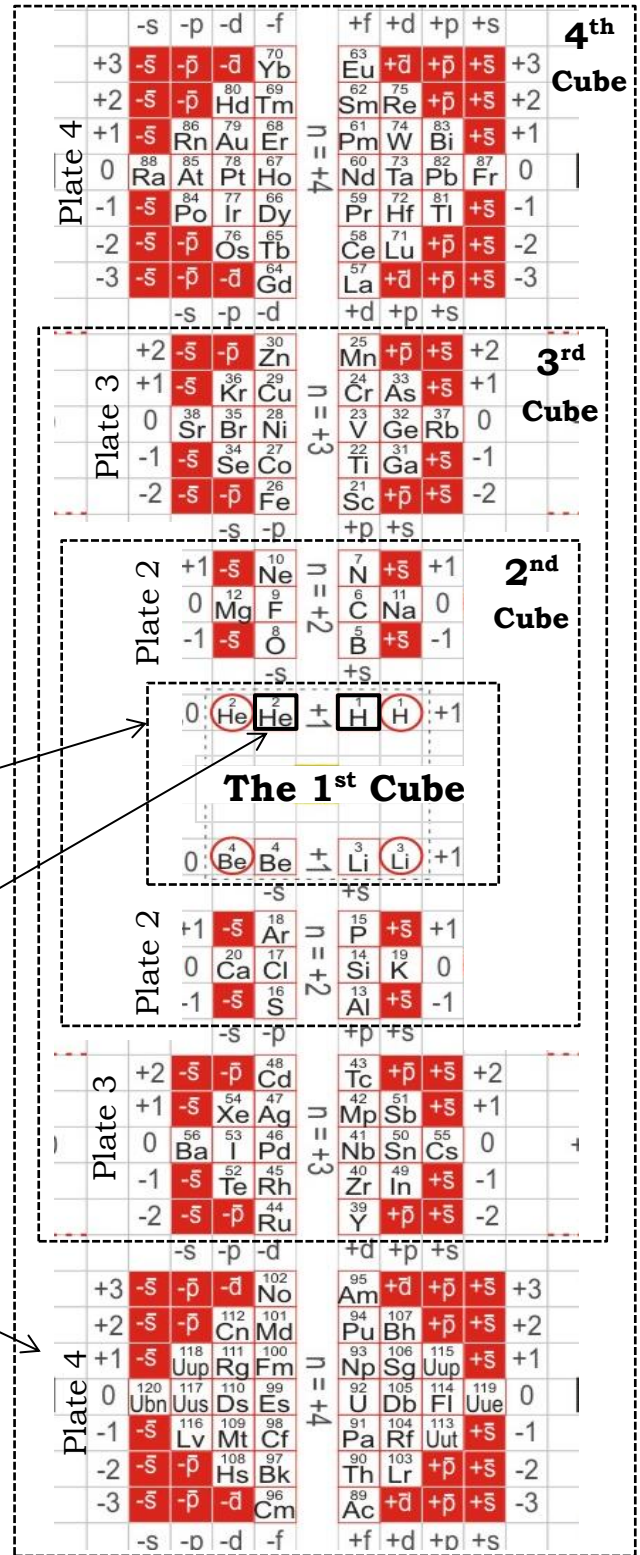 -s -p -d -f +f +d +p +s
4th Cube
+3 -s̄ -p̄ -d̄ 70 Yb 63 Eu +d̄ +p̄ +s̄ +3
+2 -s̄ -p̄ 80 Hd 69 Tm 62 Sm 75 Re +p̄ +s̄ +2
+1 -s̄ 86 Rn 79 Au 68 Er 61 Pm 74 W 83 Bi +s̄ +1
Plate 4
0 88 Ra 85 At 78 Pt 67 Ho n = +4 60 Nd 73 Ta 82 Pb 87 Fr 0
-1 -s̄ 84 Po 77 Ir 66 Dy 59 Pr 72 Hf 81 Tl +s̄ -1
-2 -s̄ -p̄ 76 Os 65 Tb 58 Ce 71 Lu +p̄ +s̄ -2
-3 -s̄ -p̄ -d̄ 64 Gd 57 La +d̄ +p̄ +s̄ -3
-s -p -d +d +p +s
3rd Cube
+2 -s̄ -p̄ 30 Zn 25 Mn +p̄ +s̄ +2
+1 -s̄ 36 Kr 29 Cu 24 Cr 33 As +s̄ +1
Plate 3
0 38 Sr 35 Br 28 Ni n = +3 23 V 32 Ge 37 Rb 0
-1 -s̄ 34 Se 27 Co 22 Ti 31 Ga +s̄ -1
-2 -s̄ -p̄ 26 Fe 21 Sc +p̄ +s̄ -2
-s -p +p +s
2nd Cube
Plate 2
+1 -s̄ 10 Ne 7 N +s̄ +1
0 12 Mg 9 F n = +2 6 C 11 Na 0
-1 -s̄ 8 O 5 B +s̄ -1
-s +s
0 2 He 2 He +1 1 H 1 H +1
The 1st Cube
0 4 Be 4 Be +1 3 Li 3 Li +1
-s +s
Plate 2
+1 -s̄ 18 Ar 15 P +s̄ +1
0 20 Ca 17 Cl n = +2 14 Si 19 K 0
-1 -s̄ 16 S 13 Al +s̄ -1
-s -p +p +s
+2 -s̄ -p̄ 48 Cd 43 Tc +p̄ +s̄ +2
Plate 3
+1 -s̄ 54 Xe 47 Ag 42 Mp 51 Sb +s̄ +1
0 56 Ba 53 I 46 Pd n = +3 41 Nb 50 Sn 55 Cs 0
-1 -s̄ 52 Te 45 Rh 40 Zr 49 In +s̄ -1
-2 -s̄ -p̄ 44 Ru 39 Y +p̄ +s̄ -2
-s -p -d +d +p +s
+3 -s̄ -p̄ -d̄ 102 No 95 Am +d̄ +p̄ +s̄ +3
+2 -s̄ -p̄ 112 Cn 101 Md 94 Pu 107 Bh +p̄ +s̄ +2
+1 -s̄ 118 Uup 111 Rg 100 Fm 93 Np 106 Sg 115 Uup +s̄ +1
Plate 4
0 120 Ubn 117 Uus 110 Ds 99 Es n = +4 92 U 105 Db 114 Fl 119 Uue 0
-1 -s̄ 116 Lv 109 Mt 98 Cf 91 Pa 104 Rf 113 Uut +s̄ -1
-2 -s̄ -p̄ 108 Hs 97 Bk 90 Th 103 Lr +p̄ +s̄ -2
-3 -s̄ -p̄ -d̄ 96 Cm 89 Ac +d̄ +p̄ +s̄ -3
-s -p -d -f +f +d +p +s